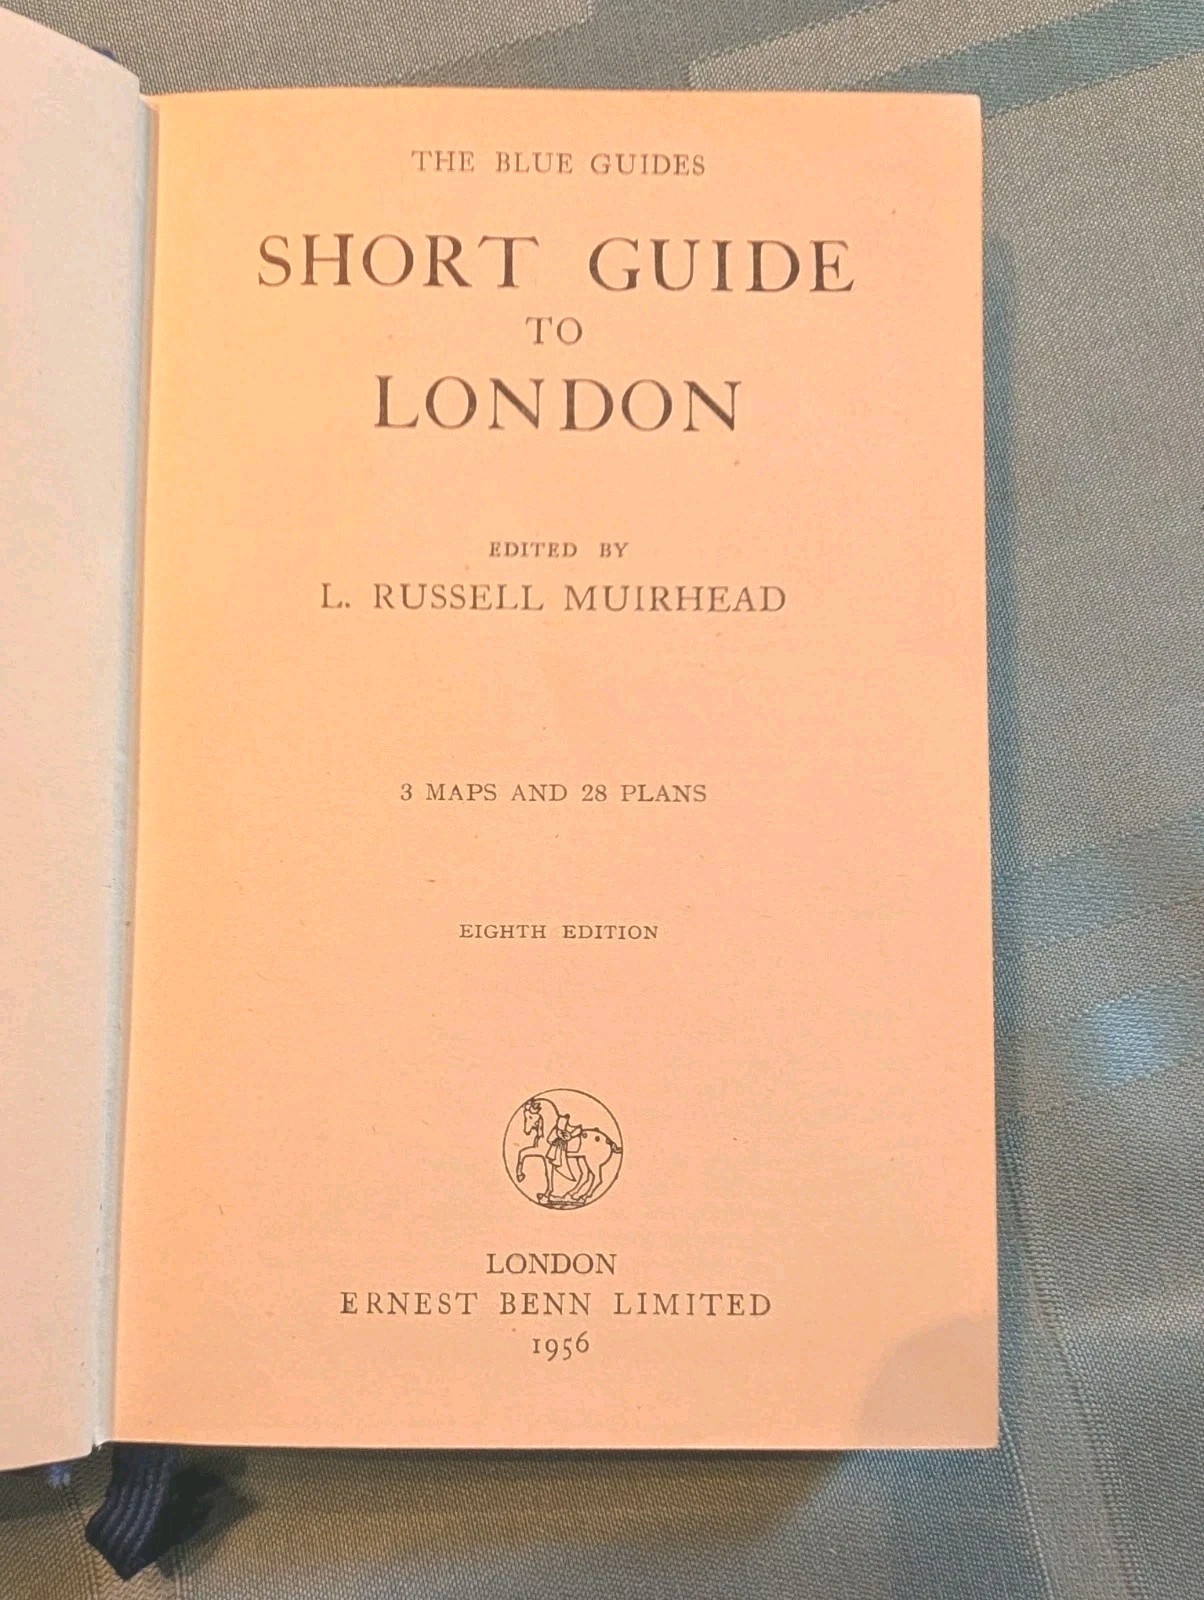 THE BLUE GUIDES
SHORT GUIDE
TO
LONDON
EDITED BY
L. RUSSELL MUIRHEAD
3 MAPS AND 28 PLANS
EIGHTH EDITION
LONDON
ERNEST BENN LIMITED
1956